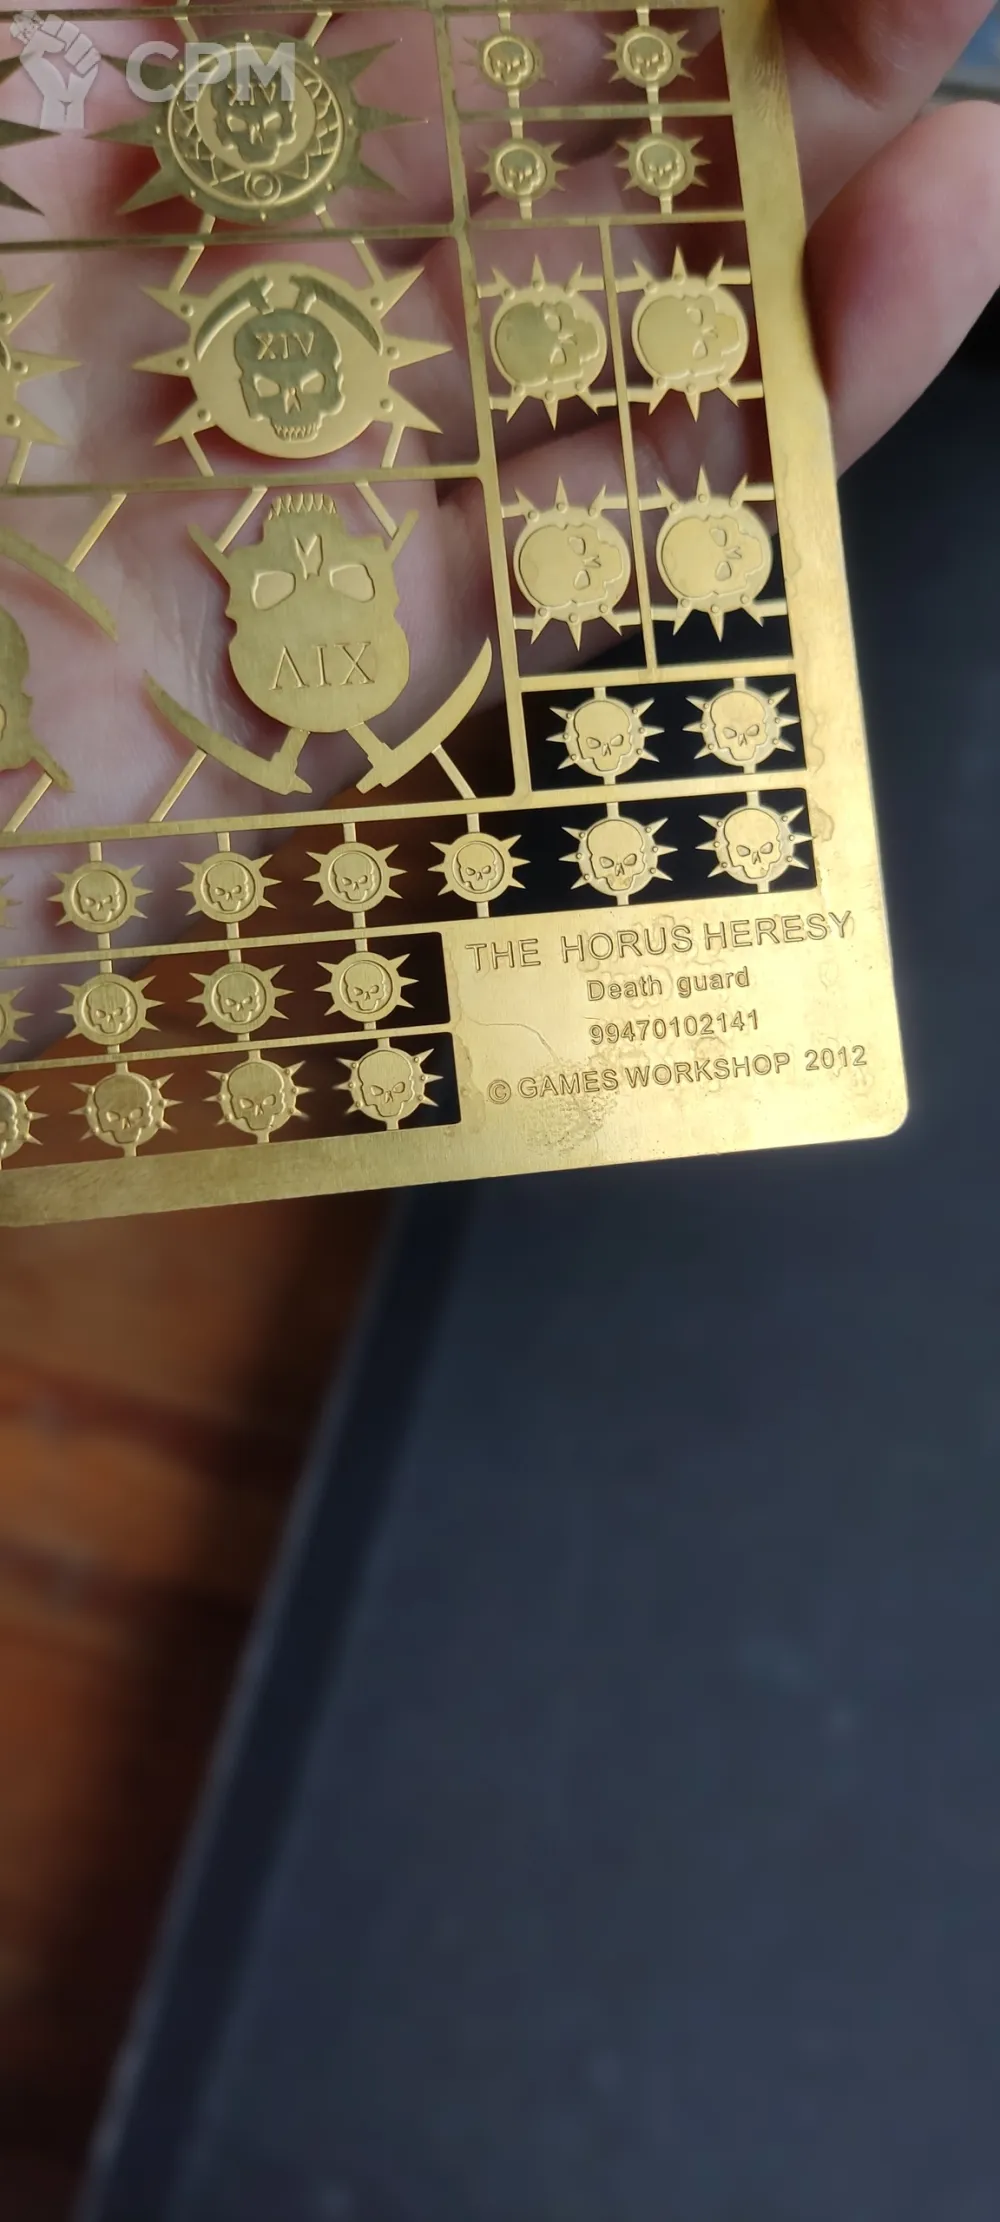 CPM
XIV
XIV
XIV
THE HORUS HERESY
Death guard
99470102141
© GAMES WORKSHOP 2012